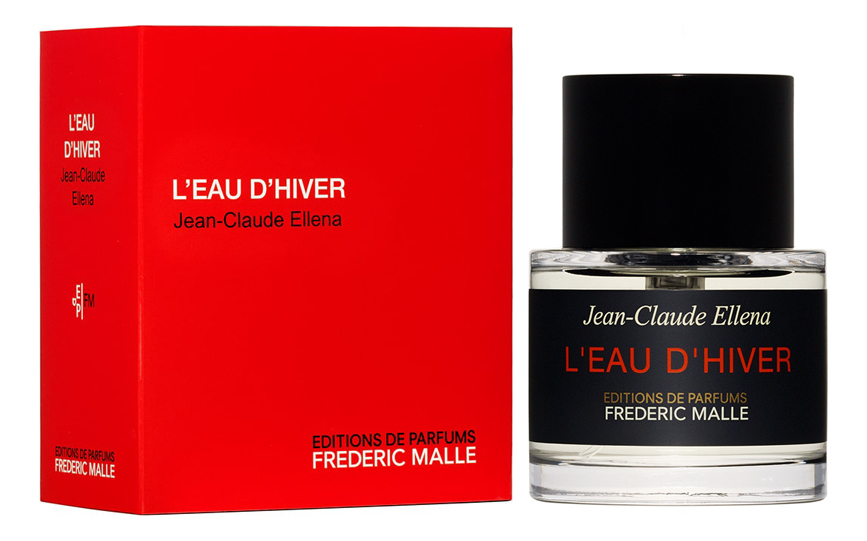 L'EAU
D'HIVER
Jean-Claude
Ellena
E
d
P
FM
EDITIONS DE PARFUMS
FREDERIC MALLE
L'EAU D'HIVER
Jean-Claude Ellena
EDITIONS DE PARFUMS
FREDERIC MALLE
Jean-Claude Ellena
L'EAU D'HIVER
EDITIONS DE PARFUMS
FREDERIC MALLE